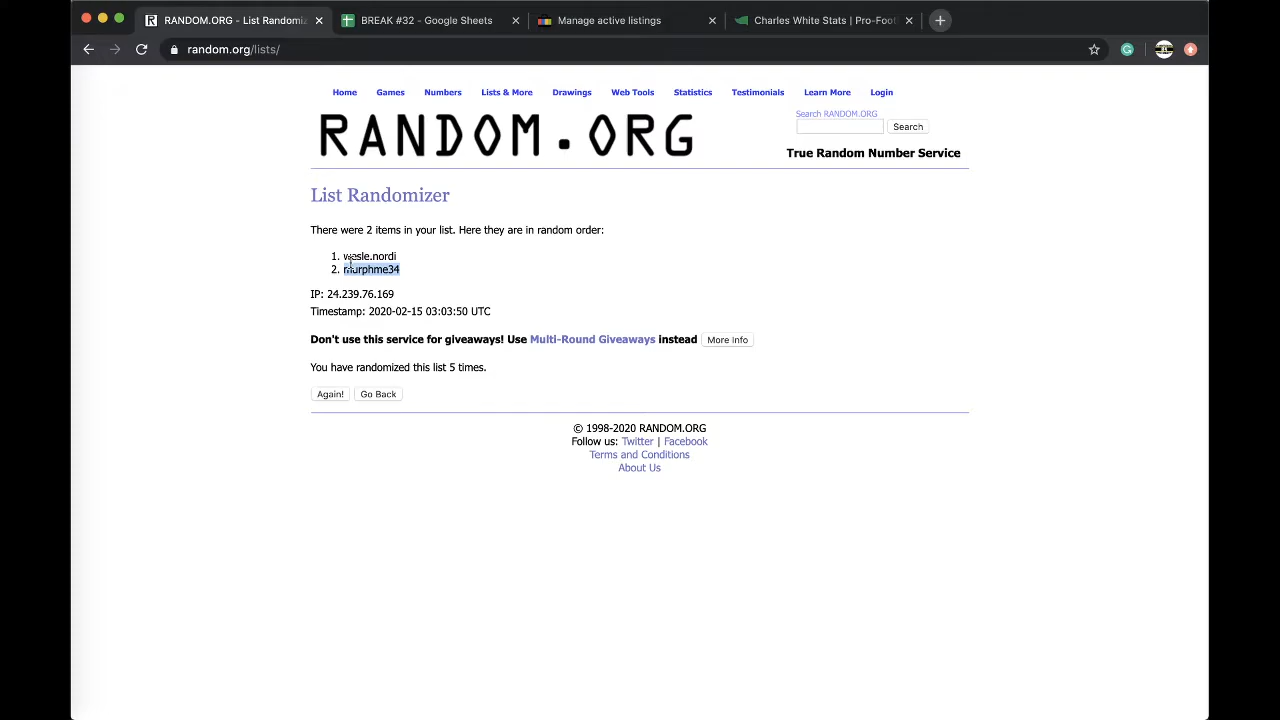 RANDOM.ORG - List Randomiz
BREAK #32 - Google Sheets
Manage active listings
Charles White Stats | Pro-Foot
random.org/lists/
Home Games Numbers Lists & More Drawings Web Tools Statistics Testimonials Learn More Login
Search RANDOM.ORG
RANDOM.ORG
Search
True Random Number Service
List Randomizer
There were 2 items in your list. Here they are in random order:
1. wesle.nordi
2. murphme34
IP: 24.239.76.169
Timestamp: 2020-02-15 03:03:50 UTC
Don't use this service for giveaways! Use Multi-Round Giveaways instead More Info
You have randomized this list 5 times.
Again! Go Back
© 1998-2020 RANDOM.ORG
Follow us: Twitter | Facebook
Terms and Conditions
About Us